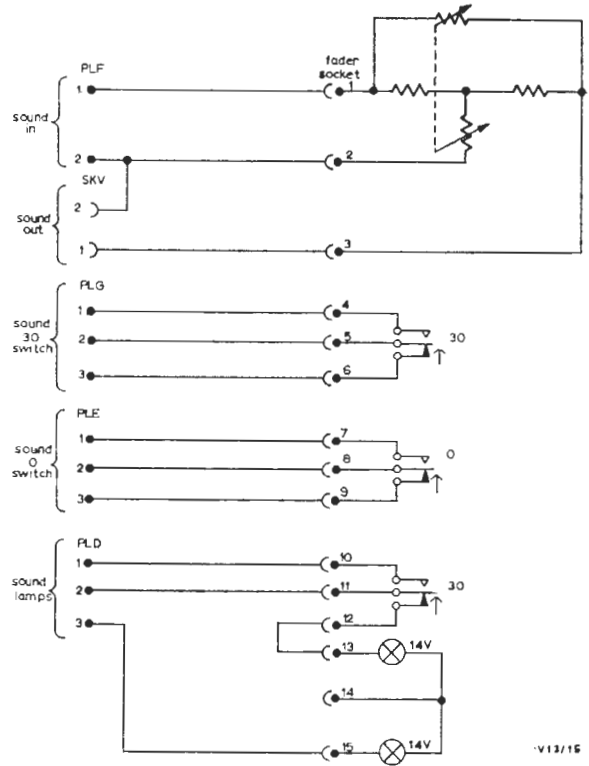 fader
socket
PLF
1
1
sound
in
2
2
SKV
2
sound
out
1
3
PLG
1
4
sound
30
switch
2
5
30
3
6
PLE
1
7
sound
0
switch
2
8
0
3
9
PLD
1
10
sound
lamps
2
11
30
3
12
13
14V
14
15
14V
V13/15